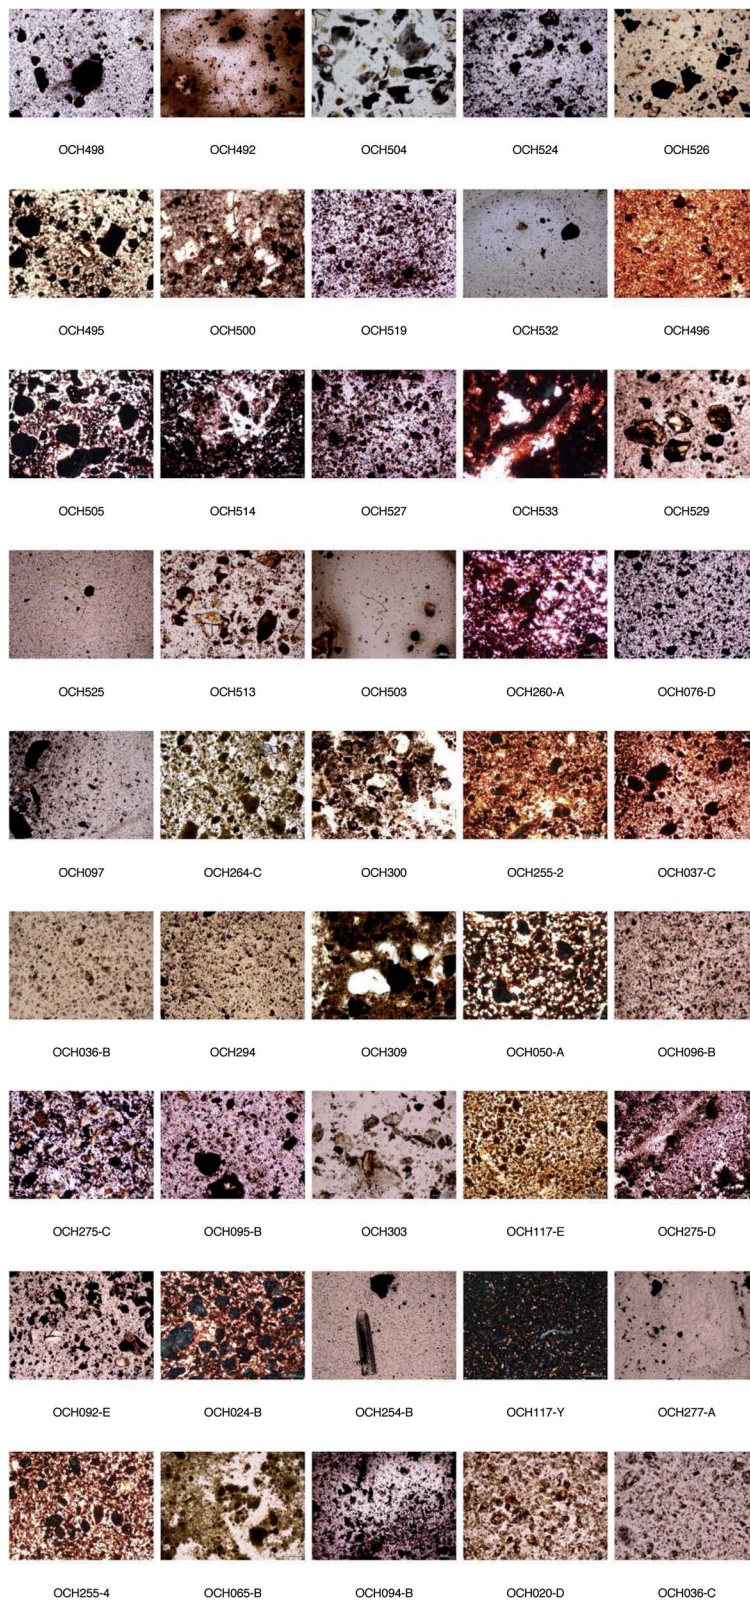 OCH498 OCH492 OCH504 OCH524 OCH526
OCH495 OCH500 OCH519 OCH532 OCH496
OCH505 OCH514 OCH527 OCH533 OCH529
OCH525 OCH513 OCH503 OCH260-A OCH076-D
OCH097 OCH264-C OCH300 OCH255-2 OCH037-C
OCH036-B OCH294 OCH309 OCH050-A OCH096-B
OCH275-C OCH095-B OCH303 OCH117-E OCH275-D
OCH092-E OCH024-B OCH254-B OCH117-Y OCH277-A
OCH255-4 OCH065-B OCH094-B OCH020-D OCH036-C